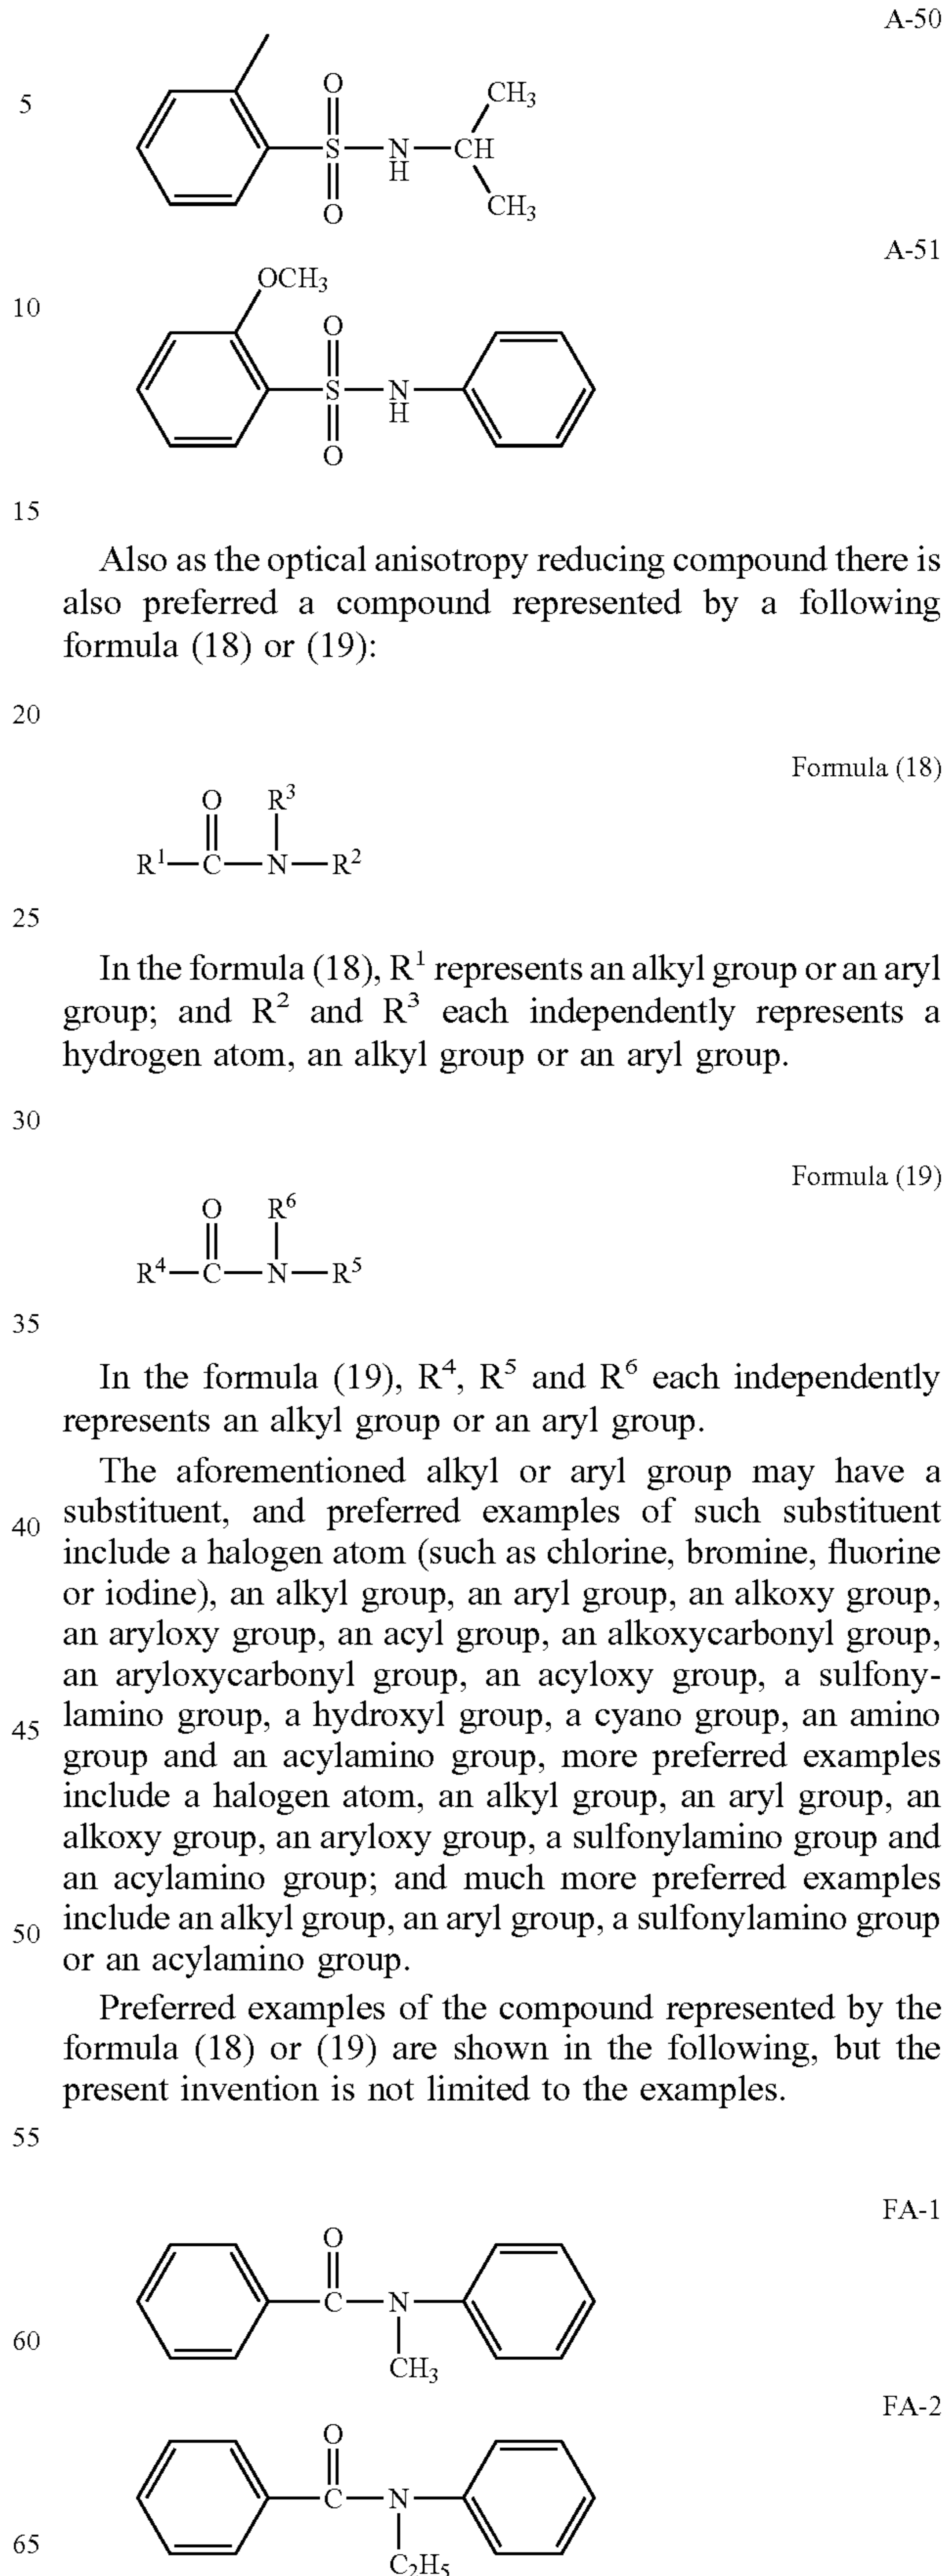 A-50
5
O
CH3
S
N
H
CH
O
CH3
A-51
OCH3
10
O
S
N
H
O
15
Also as the optical anisotropy reducing compound there is
also preferred a compound represented by a following
formula (18) or (19):
20
Formula (18)
O R³
R¹ C N R²
25
In the formula (18), R¹ represents an alkyl group or an aryl
group; and R² and R³ each independently represents a
hydrogen atom, an alkyl group or an aryl group.
30
Formula (19)
O R⁶
R⁴ C N R⁵
35
In the formula (19), R⁴, R⁵ and R⁶ each independently
represents an alkyl group or an aryl group.
The aforementioned alkyl or aryl group may have a
substituent, and preferred examples of such substituent
40
include a halogen atom (such as chlorine, bromine, fluorine
or iodine), an alkyl group, an aryl group, an alkoxy group,
an aryloxy group, an acyl group, an alkoxycarbonyl group,
an aryloxycarbonyl group, an acyloxy group, a sulfony-
45 lamino group, a hydroxyl group, a cyano group, an amino
group and an acylamino group, more preferred examples
include a halogen atom, an alkyl group, an aryl group, an
alkoxy group, an aryloxy group, a sulfonylamino group and
an acylamino group; and much more preferred examples
50 include an alkyl group, an aryl group, a sulfonylamino group
or an acylamino group.
Preferred examples of the compound represented by the
formula (18) or (19) are shown in the following, but the
present invention is not limited to the examples.
55
FA-1
O
C N
60
CH3
FA-2
O
C N
65
C2H5